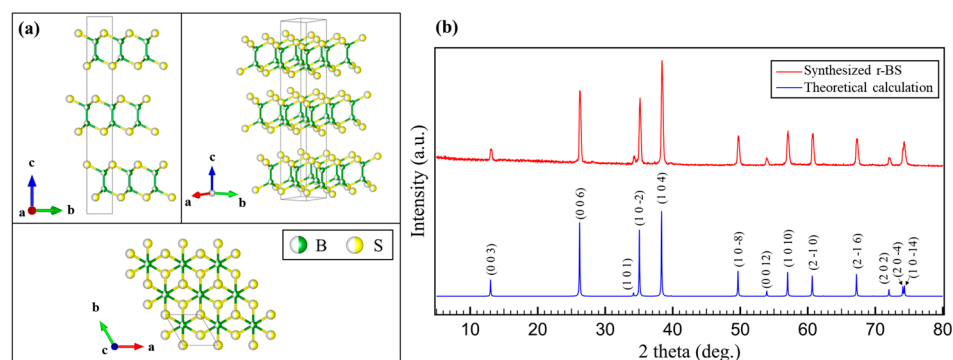 (a)
c
a
b
c
a
b
B
S
b
c
a
(b)
Synthesized r-BS
Theoretical calculation
Intensity (a.u.)
(0 0 3)
(0 0 6)
(1 0 1)
(1 0 -2)
(1 0 4)
(1 0 -8)
(0 0 12)
(1 0 10)
(2 -1 0)
(2 -1 6)
(2 0 2)
(2 0 -4)
(1 0 -14)
10
20
30
40
50
60
70
80
2 theta (deg.)